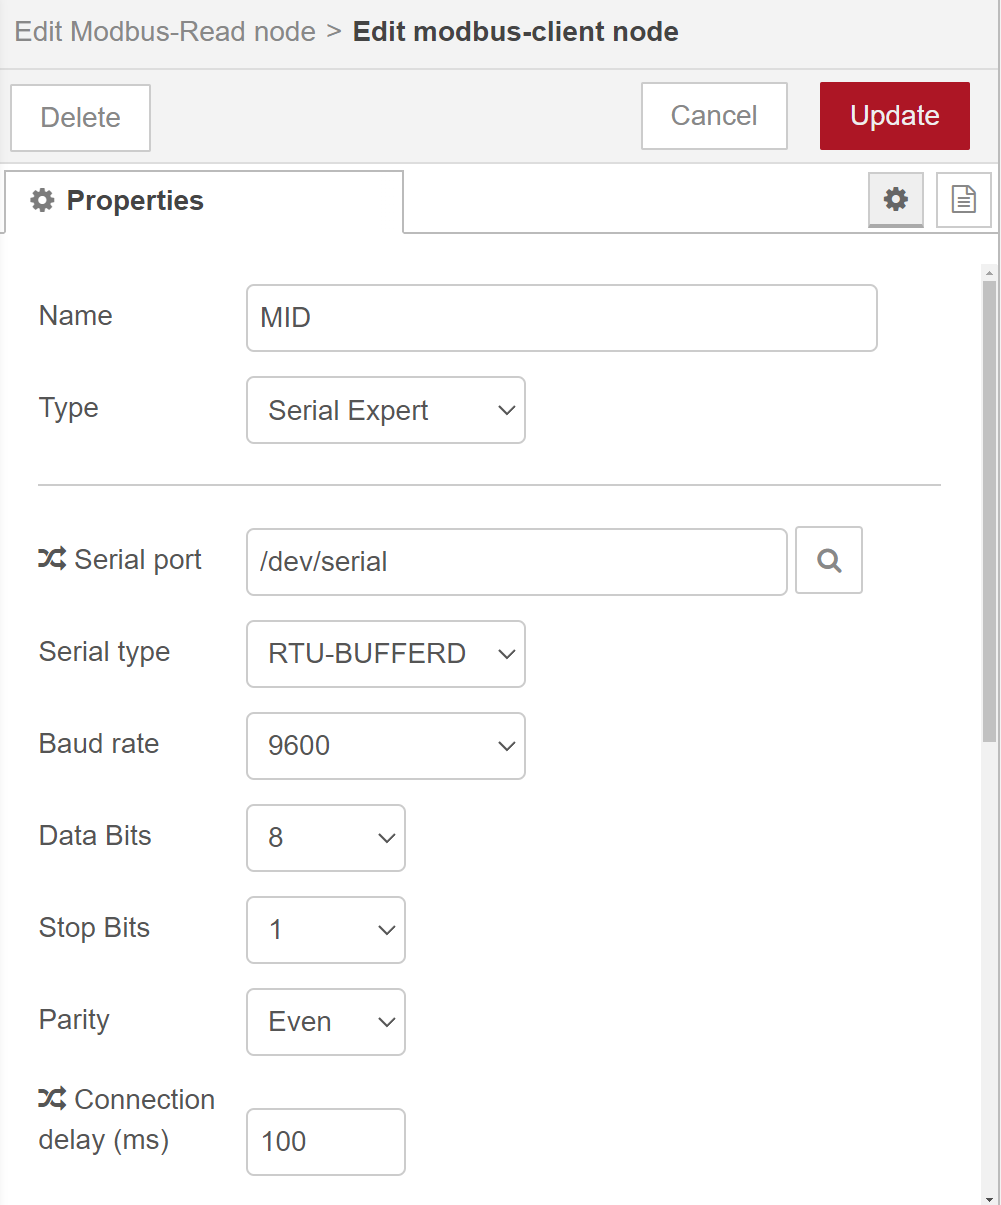 Edit Modbus-Read node > Edit modbus-client node
Delete
Cancel
Update
Properties
Name
MID
Type
Serial Expert
Serial port
/dev/serial
Serial type
RTU-BUFFERD
Baud rate
9600
Data Bits
8
Stop Bits
1
Parity
Even
Connection
delay (ms)
100